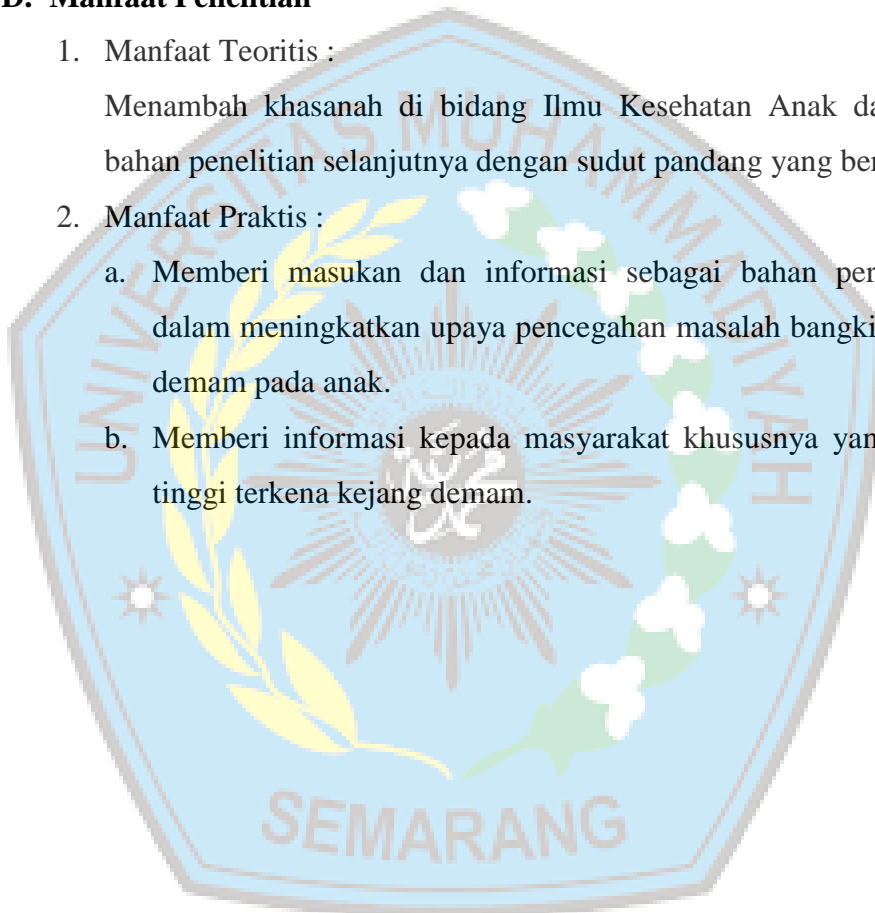 D. Manfaat Penelitian
1. Manfaat Teoritis :
Menambah khasanah di bidang Ilmu Kesehatan Anak da
bahan penelitian selanjutnya dengan sudut pandang yang ber
2. Manfaat Praktis :
a. Memberi masukan dan informasi sebagai bahan per
dalam meningkatkan upaya pencegahan masalah bangki
demam pada anak.
b. Memberi informasi kepada masyarakat khususnya yan
tinggi terkena kejang demam.
UNIVERSITAS MUHAMMADIYAH
SEMARANG